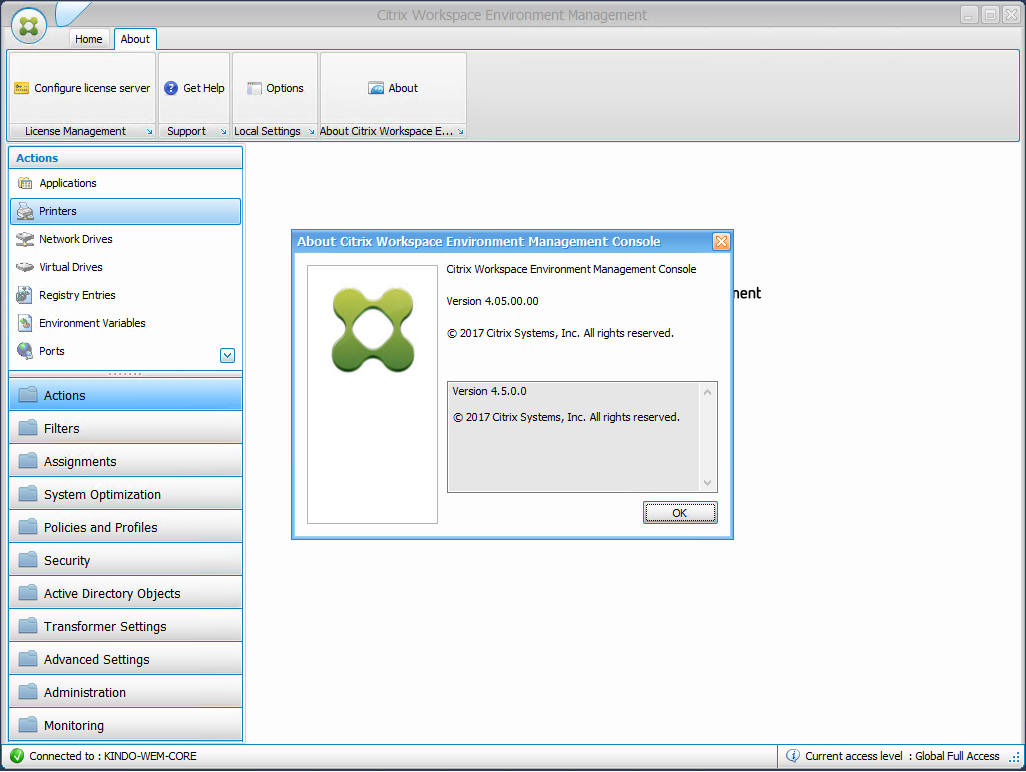 Citrix Workspace Environment Management
Home
About
Configure license server
Get Help
Options
About
License Management
Support
Local Settings
About Citrix Workspace E...
Actions
Applications
Printers
Network Drives
Virtual Drives
Registry Entries
Environment Variables
Ports
Actions
Filters
Assignments
System Optimization
Policies and Profiles
Security
Active Directory Objects
Transformer Settings
Advanced Settings
Administration
Monitoring
About Citrix Workspace Environment Management Console
Citrix Workspace Environment Management Console
Version 4.05.00.00
© 2017 Citrix Systems, Inc. All rights reserved.
Version 4.5.0.0
© 2017 Citrix Systems, Inc. All rights reserved.
OK
Connected to : KINDO-WEM-CORE
Current access level : Global Full Access